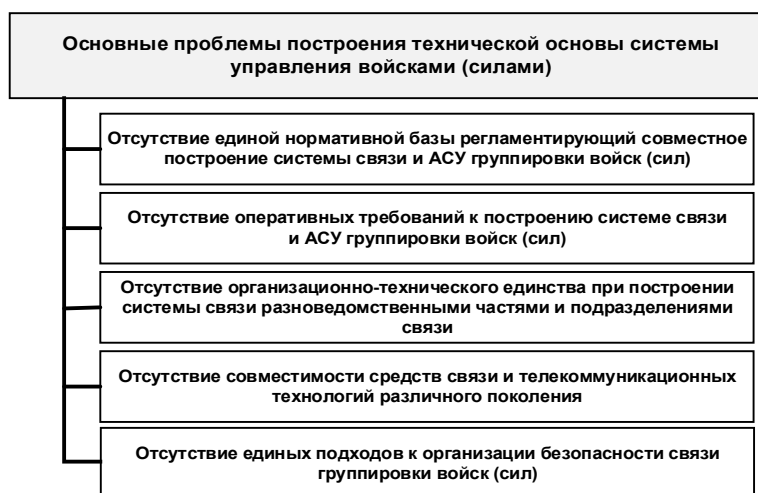 Основные проблемы построения технической основы системы
управления войсками (силами)
Отсутствие единой нормативной базы регламентирующий совместное
построение системы связи и АСУ группировки войск (сил)
Отсутствие оперативных требований к построению системе связи
и АСУ группировки войск (сил)
Отсутствие организационно-технического единства при построении
системы связи разноведомственными частями и подразделениями
связи
Отсутствие совместимости средств связи и телекоммуникационных
технологий различного поколения
Отсутствие единых подходов к организации безопасности связи
группировки войск (сил)